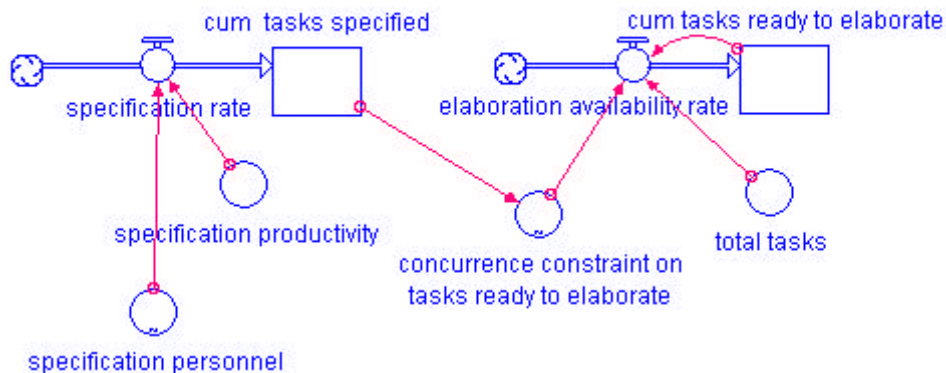 cum tasks specified
cum tasks ready to elaborate
specification rate
elaboration availability rate
specification productivity
total tasks
concurrence constraint on
tasks ready to elaborate
specification personnel